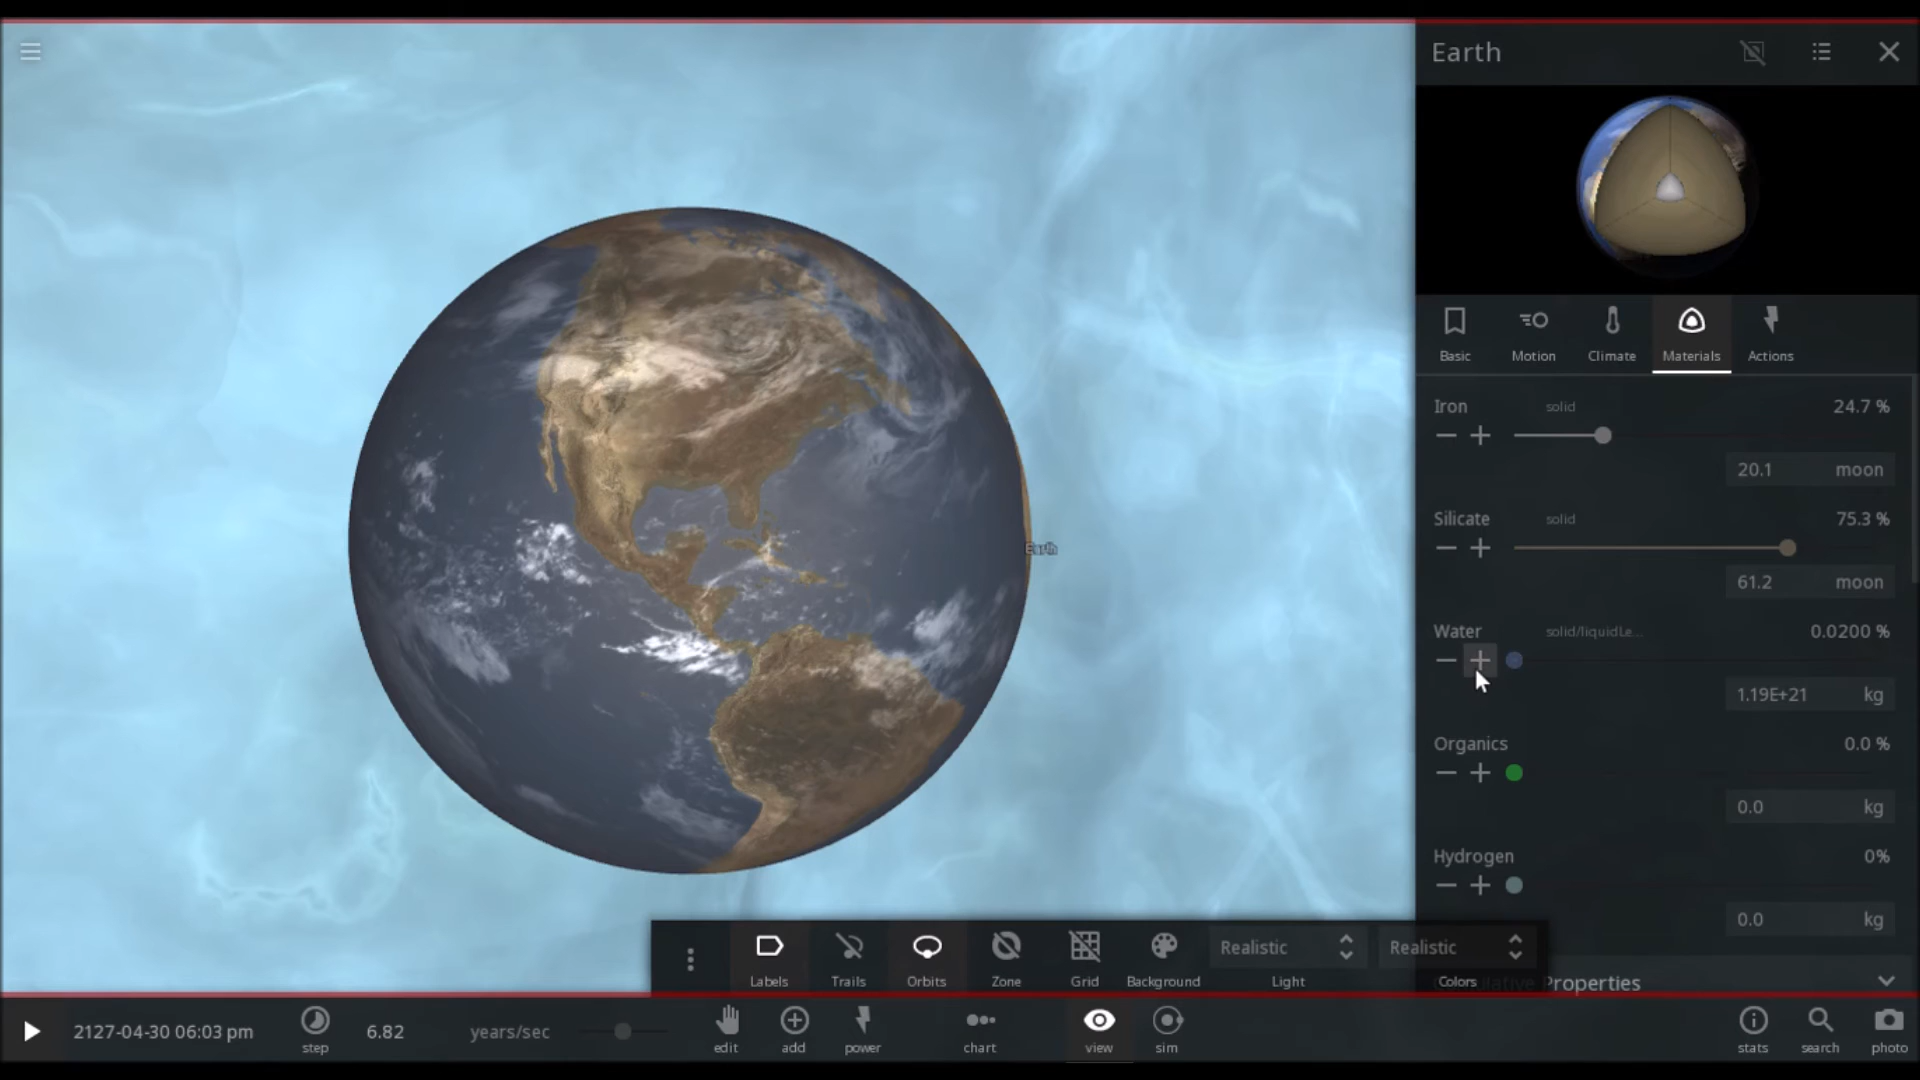 Earth
Basic Motion Climate Materials Actions
Iron solid 24.7 %
20.1 moon
Silicate solid 75.3 %
61.2 moon
Water solid/liquidLe... 0.0200 %
1.19E+21 kg
Organics 0.0 %
0.0 kg
Hydrogen 0%
0.0 kg
Properties
Earth
Realistic Realistic
Labels Trails Orbits Zone Grid Background Light Colors
2127-04-30 06:03 pm step 6.82 years/sec edit add power chart view sim stats search photo